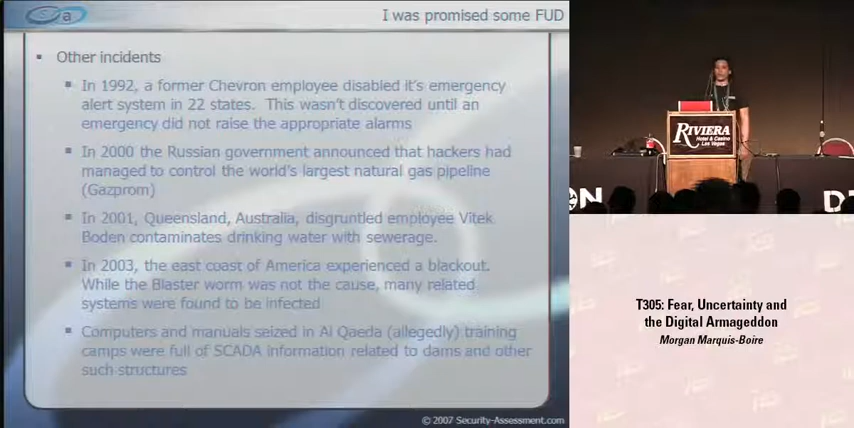 I was promised some FUD
Other incidents
In 1992, a former Chevron employee disabled it's emergency
alert system in 22 states. This wasn't discovered until an
emergency did not raise the appropriate alarms
In 2000 the Russian government announced that hackers had
managed to control the world's largest natural gas pipeline
(Gazprom)
In 2001, Queensland, Australia, disgruntled employee Vitek
Boden contaminates drinking water with sewerage.
In 2003, the east coast of America experienced a blackout.
While the Blaster worm was not the cause, many related
systems were found to be infected
Computers and manuals seized in Al Qaeda (allegedly) training
camps were full of SCADA information related to dams and other
such structures
© 2007 Security-Assessment.com
RIVIERA
Hotel & Casino
Las Vegas
T305: Fear, Uncertainty and
the Digital Armageddon
Morgan Marquis-Boire